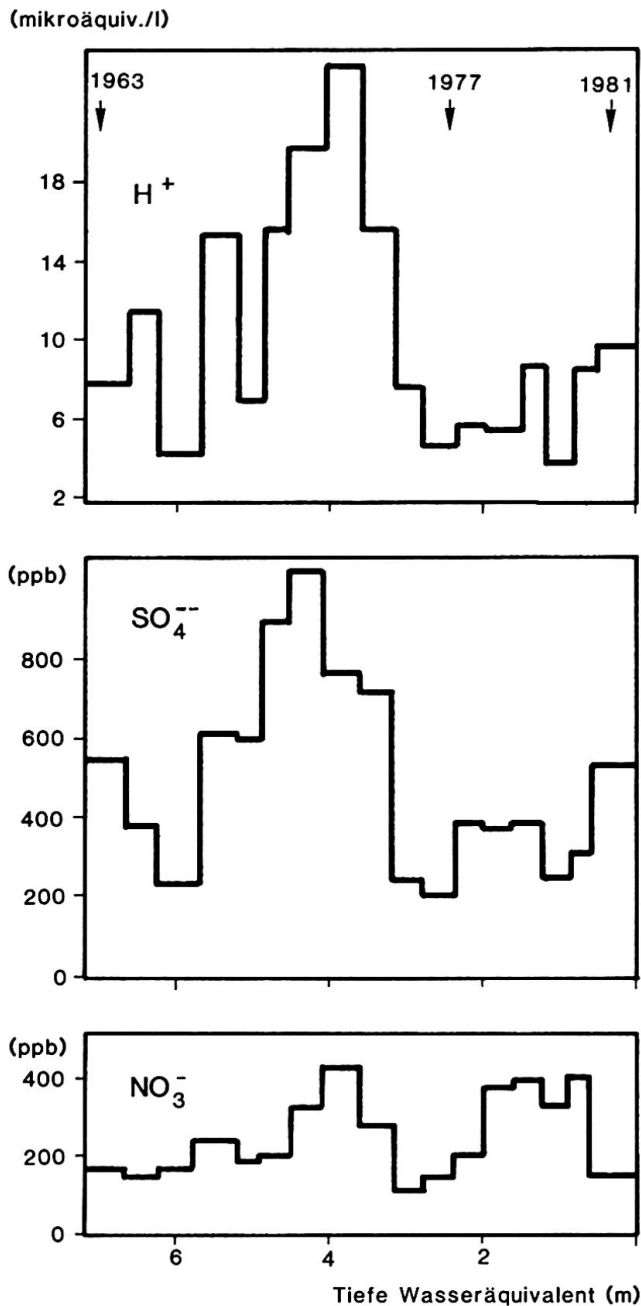 (mikroäquiv./l)
1963 1977 1981
H+
18
14
10
6
2
(ppb)
SO4--
800
600
400
200
0
(ppb)
NO3-
400
200
0
6 4 2
Tiefe Wasseräquivalent (m)